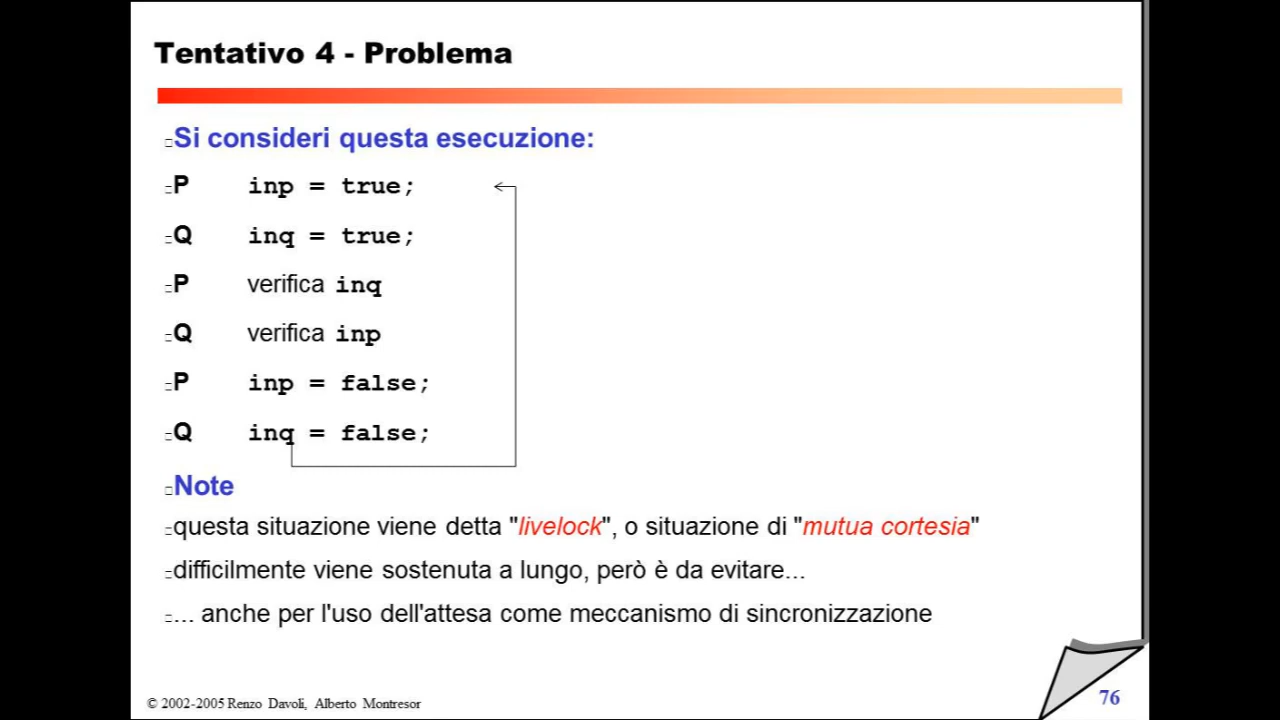 Tentativo 4 - Problema
Si consideri questa esecuzione:
P inp = true;
Q inq = true;
P verifica inq
Q verifica inp
P inp = false;
Q inq = false;
Note
questa situazione viene detta "livelock", o situazione di "mutua cortesia"
difficilmente viene sostenuta a lungo, però è da evitare...
... anche per l'uso dell'attesa come meccanismo di sincronizzazione
© 2002-2005 Renzo Davoli, Alberto Montresor
76